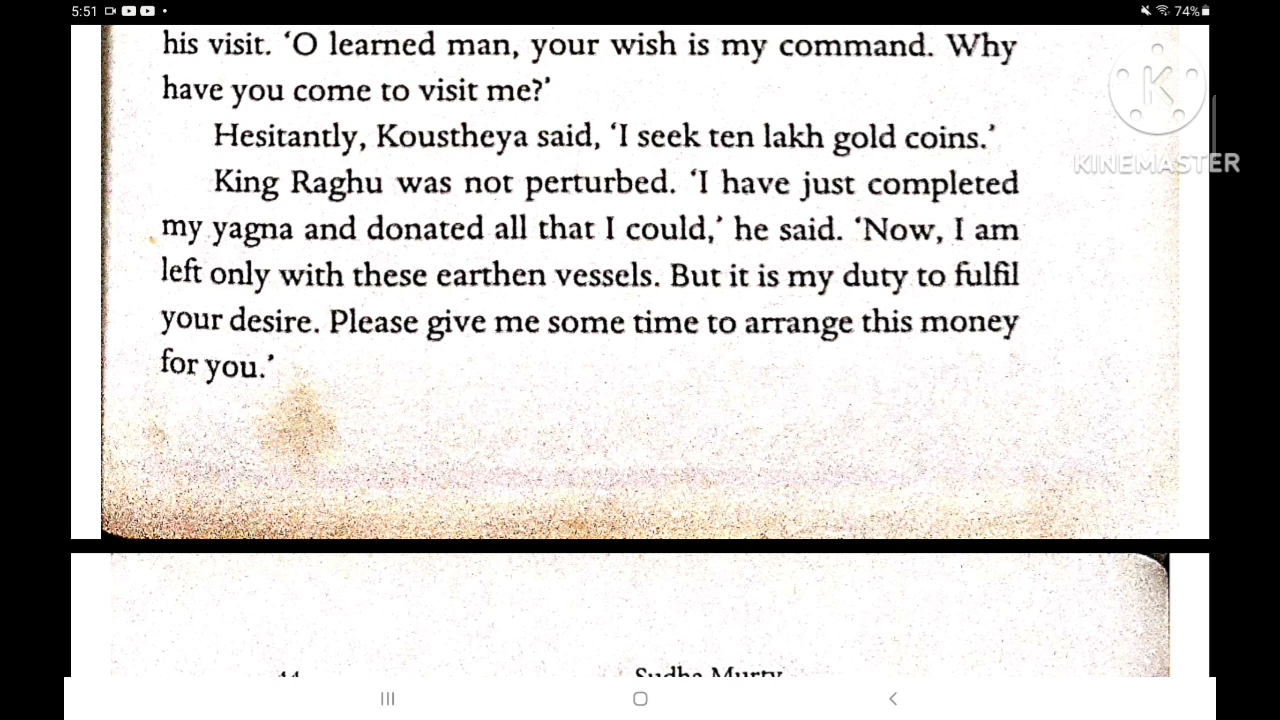 5:51
74%
his visit. ‘O learned man, your wish is my command. Why
have you come to visit me?’
Hesitantly, Koustheya said, ‘I seek ten lakh gold coins.’
King Raghu was not perturbed. ‘I have just completed
my yagna and donated all that I could,’ he said. ‘Now, I am
left only with these earthen vessels. But it is my duty to fulfil
your desire. Please give me some time to arrange this money
for you.’
K
KINEMASTER
44
Sudha Murty